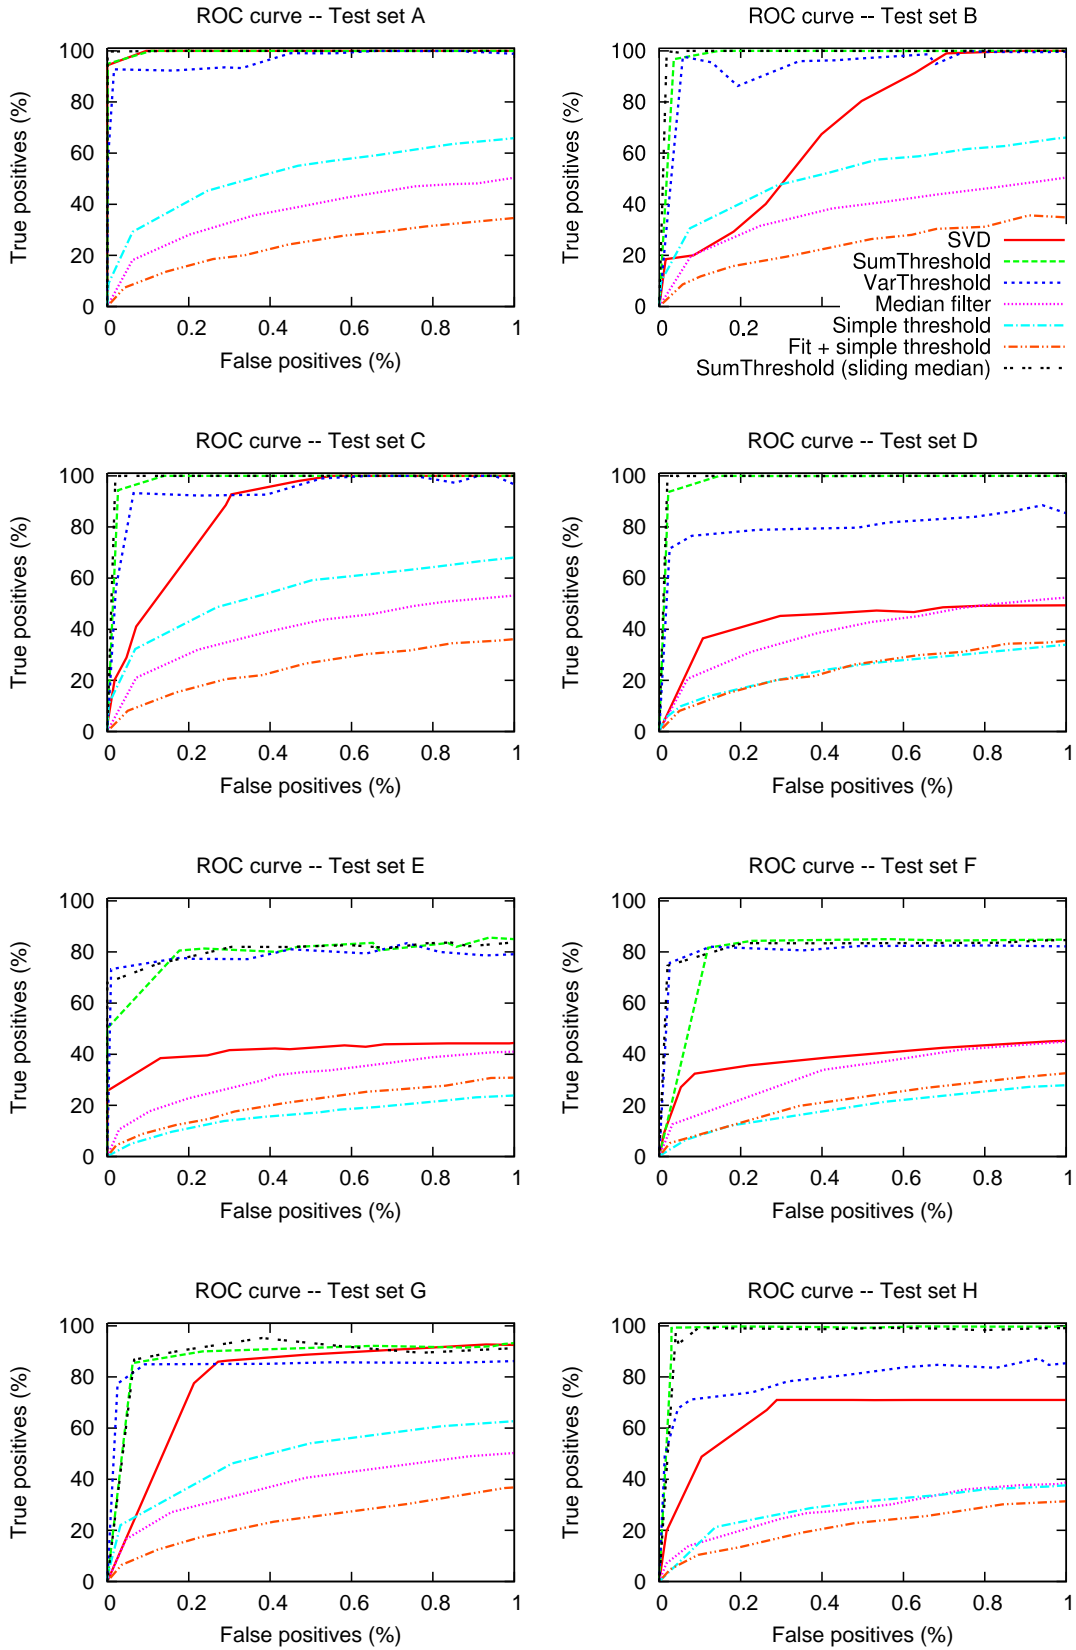 ROC curve -- Test set A
True positives (%)
100
80
60
40
20
0
0 0.2 0.4 0.6 0.8 1
False positives (%)
ROC curve -- Test set B
True positives (%)
100
80
60
40
20
0
0 0.2
SVD
SumThreshold
VarThreshold
Median filter
Simple threshold
Fit + simple threshold
SumThreshold (sliding median)
ROC curve -- Test set C
True positives (%)
100
80
60
40
20
0
0 0.2 0.4 0.6 0.8 1
False positives (%)
ROC curve -- Test set D
True positives (%)
100
80
60
40
20
0
0 0.2 0.4 0.6 0.8 1
False positives (%)
ROC curve -- Test set E
True positives (%)
100
80
60
40
20
0
0 0.2 0.4 0.6 0.8 1
False positives (%)
ROC curve -- Test set F
True positives (%)
100
80
60
40
20
0
0 0.2 0.4 0.6 0.8 1
False positives (%)
ROC curve -- Test set G
True positives (%)
100
80
60
40
20
0
0 0.2 0.4 0.6 0.8 1
False positives (%)
ROC curve -- Test set H
True positives (%)
100
80
60
40
20
0
0 0.2 0.4 0.6 0.8 1
False positives (%)